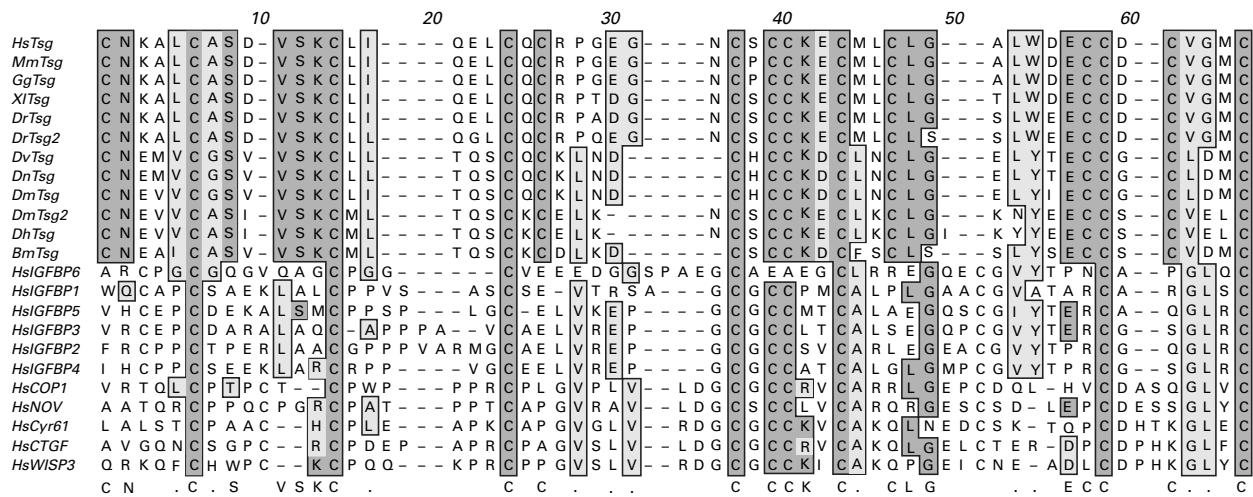 10 20 30 40 50 60
HsTsg C N K A L C A S D – V S K C L I – – – – Q E L C Q C R P G E G – – – – N C S C C K E C M L C L G – – – A L W D E C C D – – C V G M C
MmTsg C N K A L C A S D – V S K C L I – – – – Q E L C Q C R P G E G – – – – N C S C C K E C M L C L G – – – A L W D E C C D – – C V G M C
GgTsg C N K A L C A S D – V S K C L I – – – – Q E L C Q C R P G E G – – – – N C P C C K E C M L C L G – – – A L W D E C C D – – C V G M C
XlTsg C N K A L C A S D – V S K C L I – – – – Q E L C Q C R P T D G – – – – N C S C C K E C M L C L G – – – T L W D E C C D – – C V G M C
DrTsg C N K A L C A S D – V S K C L I – – – – Q E L C Q C R P A D G – – – – N C S C C K E C M L C L G – – – S L W D E C C D – – C V G M C
DrTsg2 C N K A L C A S D – V S K C L I – – – – Q G L C Q C R P Q E G – – – – N C S C C K E C M L C L S – – – S L W E E C C D – – C V G M C
DvTsg C N E M V C G S V – V S K C L L – – – – T Q S C Q C K L N D – – – – – – C H C C K D C L N C L G – – – E L Y T E C C G – – C L D M C
DnTsg C N E M V C G S V – V S K C L L – – – – T Q S C Q C K L N D – – – – – – C H C C K D C L N C L G – – – E L Y T E C C G – – C L D M C
DmTsg C N E V V C G S V – V S K C L L – – – – T Q S C Q C K L N D – – – – – – C H C C K D C L N C L G – – – E L Y I E C C G – – C L D M C
DmTsg2 C N E V V C A S I – V S K C M L – – – – T Q S C K C E L K – – – – – – N C S C C K E C L K C L G – – – K N Y E E C C S – – C V E L C
DhTsg C N E V V C A S I – V S K C M L – – – – T Q S C K C E L K – – – – – – N C S C C K E C L K C L G – – – K Y Y E E C C S – – C V E L C
BmTsg C N E A I C A S V – V S K C M L – – – – T Q S C K C D L K D – – – – – – C S C C K E C F S C L S – – – S L Y S E C C S – – C V D M C
HsIGFBP6 A R C P G C G Q G V Q A G C P G G – – – – – – C V E E E D G G S P A E G C A E A E G C L R R E G Q E C G V Y T P N C A – – P G L Q C
HsIGFBP1 W Q C A P C S A E K L A L C P P V S – – – A S C S E – V T R S A – – – G C G C C P M C A L P L G A A C G V A T A R C A – – R G L S C
HsIGFBP5 V H C E P C D E K A L S M C P P S P – – – L G C – E L V K E P – – – – G C G C C M T C A L A E G Q S C G I Y T E R C A – – Q G L R C
HsIGFBP3 V R C E P C D A R A L A Q C – A P P P A – – V C A E L V R E P – – – – G C G C C L T C A L S E G Q P C G V Y T E R C G – – S G L R C
HsIGFBP2 F R C P P C T P E R L A A C G P P P V A R M G C A E L V R E P – – – – G C G C C S V C A R L E G E A C G V Y T P R C G – – Q G L R C
HsIGFBP4 I H C P P C S E E K L A R C R P P – – – – V G C E E L V R E P – – – – G C G C C A T C A L G L G M P C G V Y T P R C G – – S G L R C
HsCOP1 V R T Q L C P T P C T – – C P W P – – – P P R C P L G V P L V – – L D G C G C C R V C A R R L G E P C D Q L – H V C D A S Q G L V C
HsNOV A A T Q R C P P Q C P G R C P A T – – – P P T C A P G V R A V – – L D G C S C C L V C A R Q R G E S C S D – L E P C D E S S G L Y C
HsCyr61 L A L S T C P A A C – – H C P L E – – – A P K C A P G V G L V – – R D G C G C C K V C A K Q L N E D C S K – T Q P C D H T K G L E C
HsCTGF A V G Q N C S G P C – – R C P D E P – – A P R C P A G V S L V – – L D G C G C C R V C A K Q L G E L C T E R D P C D P H K G L F C
HsWISP3 Q R K Q F C H W P C – – K C P Q Q – – – K P R C P P G V S L V – – R D G C G C C K I C A K Q P G E I C N E – A D L C D P H K G L Y C
C N . C . S V S K C . C C . . C C C K C . C L G . . E C C . . C